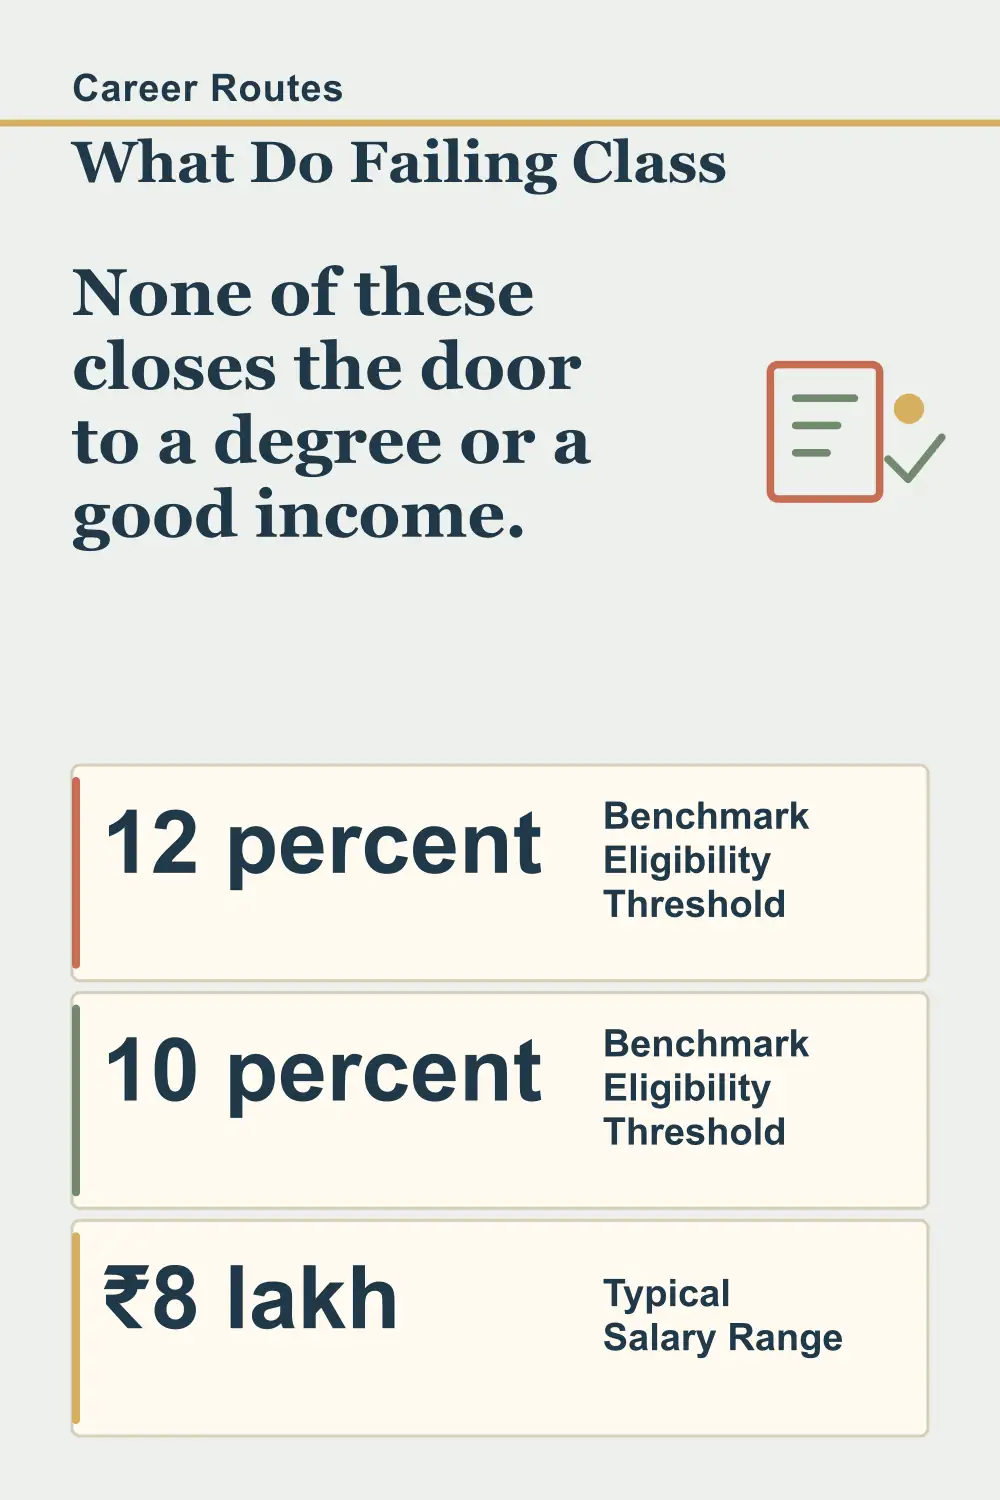 Career Routes
What Do Failing Class
None of these
closes the door
to a degree or a
good income.
12 percent
Benchmark
Eligibility
Threshold
10 percent
Benchmark
Eligibility
Threshold
₹8 lakh
Typical
Salary Range